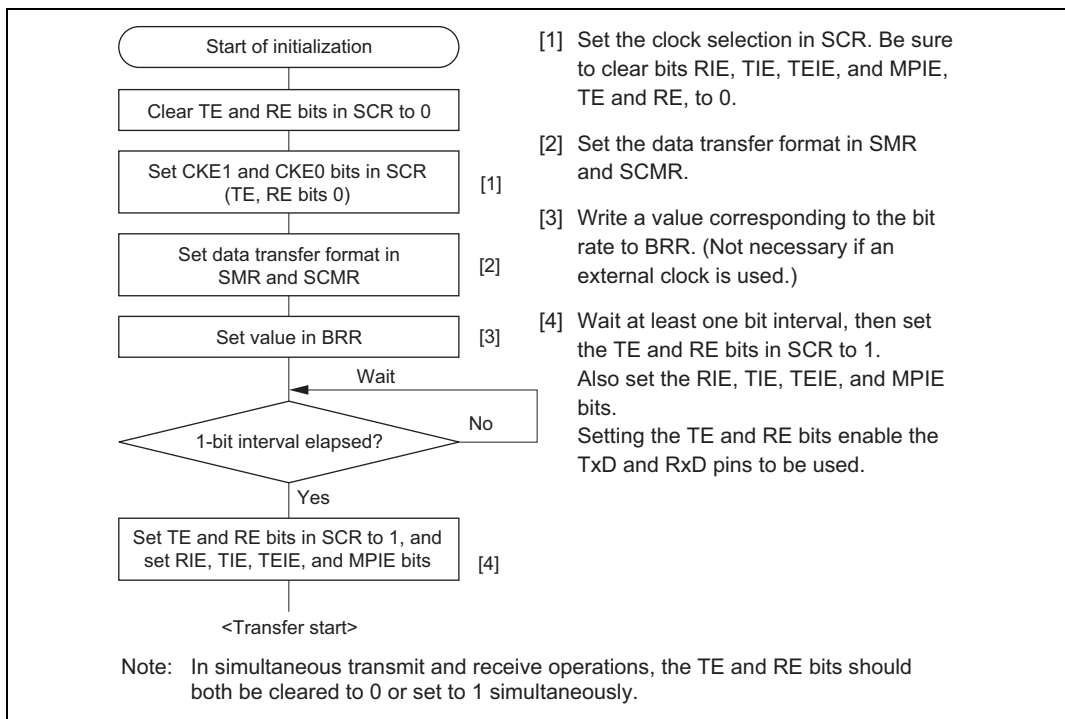 Start of initialization
Clear TE and RE bits in SCR to 0
Set CKE1 and CKE0 bits in SCR
(TE, RE bits 0)
[1]
Set data transfer format in
SMR and SCMR
[2]
Set value in BRR
[3]
Wait
1-bit interval elapsed?
No
Yes
Set TE and RE bits in SCR to 1, and
set RIE, TIE, TEIE, and MPIE bits
[4]
<Transfer start>
[1] Set the clock selection in SCR. Be sure
to clear bits RIE, TIE, TEIE, and MPIE,
TE and RE, to 0.
[2] Set the data transfer format in SMR
and SCMR.
[3] Write a value corresponding to the bit
rate to BRR. (Not necessary if an
external clock is used.)
[4] Wait at least one bit interval, then set
the TE and RE bits in SCR to 1.
Also set the RIE, TIE, TEIE, and MPIE
bits.
Setting the TE and RE bits enable the
TxD and RxD pins to be used.
Note: In simultaneous transmit and receive operations, the TE and RE bits should
both be cleared to 0 or set to 1 simultaneously.